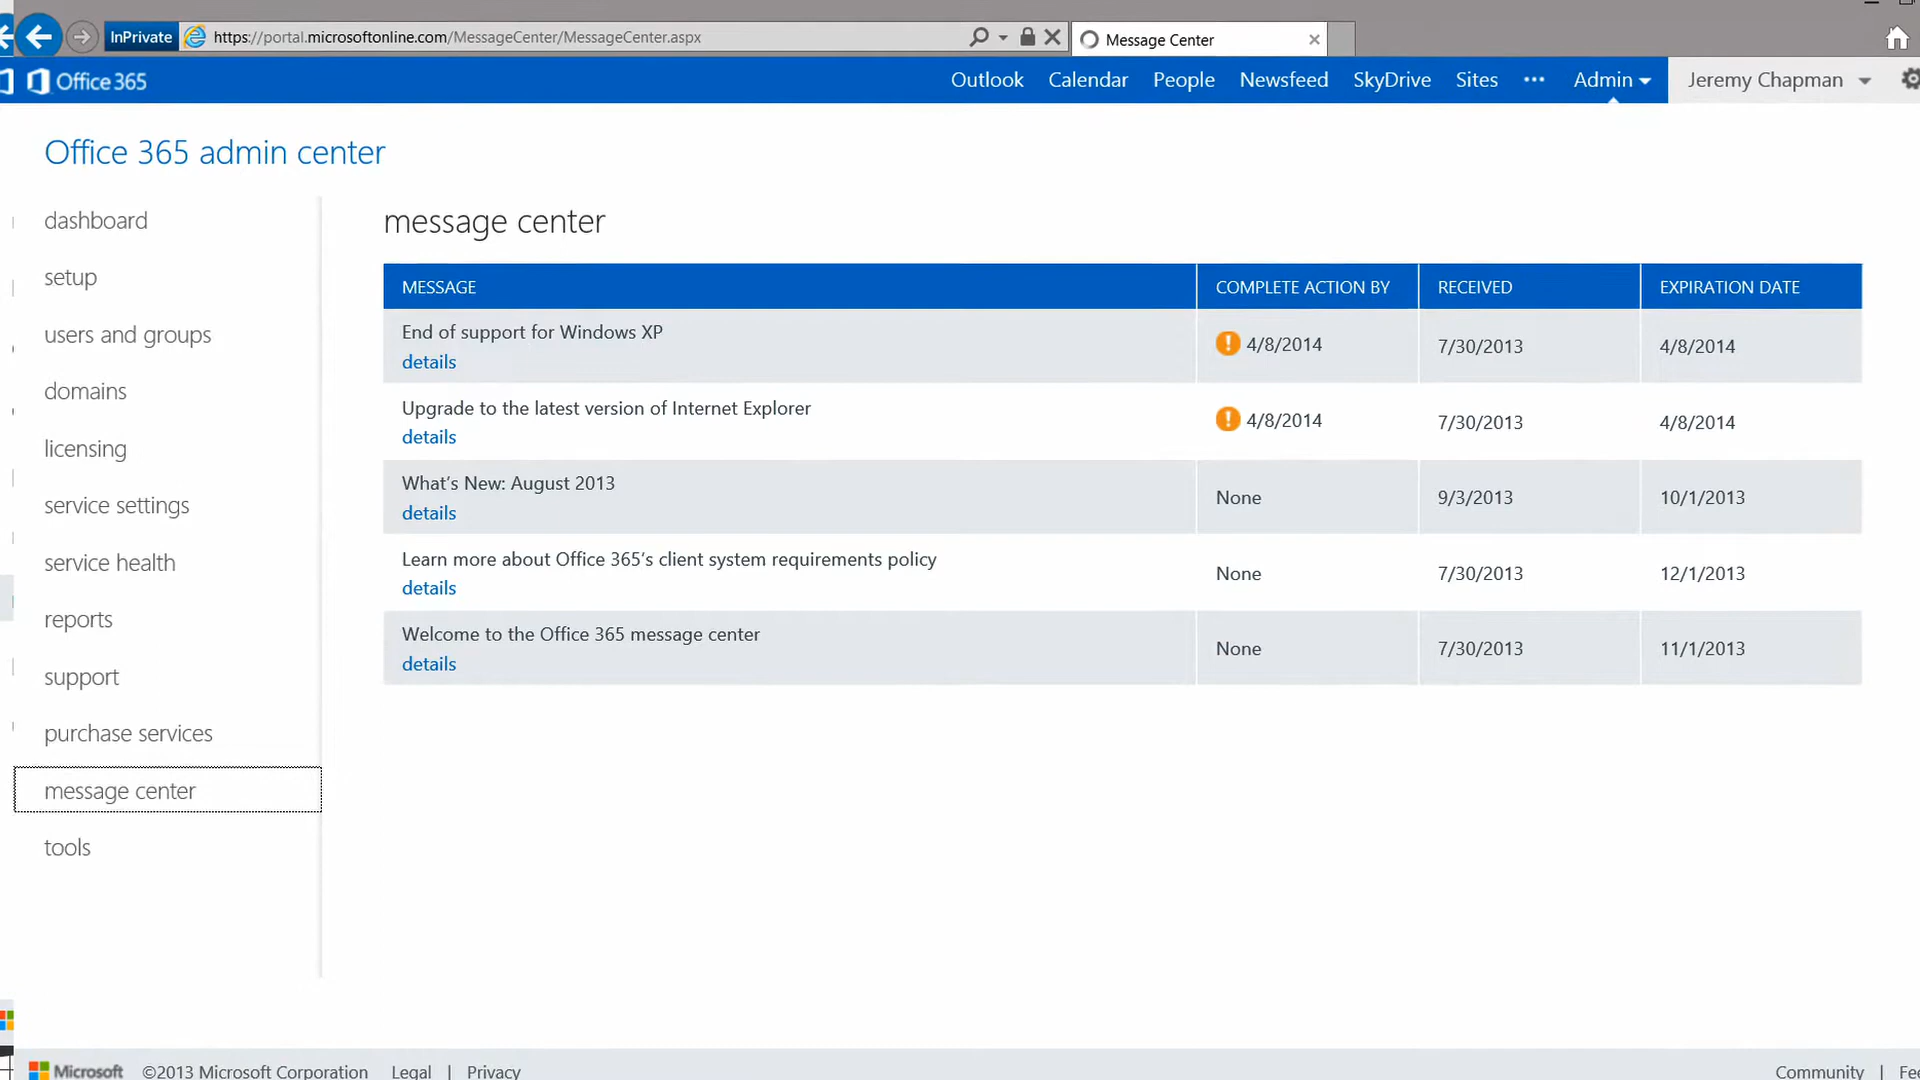 InPrivate https://portal.microsoftonline.com/MessageCenter/MessageCenter.aspx Message Center
Office 365 Outlook Calendar People Newsfeed SkyDrive Sites ••• Admin Jeremy Chapman
Office 365 admin center
dashboard
setup
users and groups
domains
licensing
service settings
service health
reports
support
purchase services
message center
tools
message center
MESSAGE COMPLETE ACTION BY RECEIVED EXPIRATION DATE
End of support for Windows XP
details
4/8/2014 7/30/2013 4/8/2014
Upgrade to the latest version of Internet Explorer
details
4/8/2014 7/30/2013 4/8/2014
What's New: August 2013
details
None 9/3/2013 10/1/2013
Learn more about Office 365's client system requirements policy
details
None 7/30/2013 12/1/2013
Welcome to the Office 365 message center
details
None 7/30/2013 11/1/2013
Microsoft ©2013 Microsoft Corporation Legal | Privacy Community |